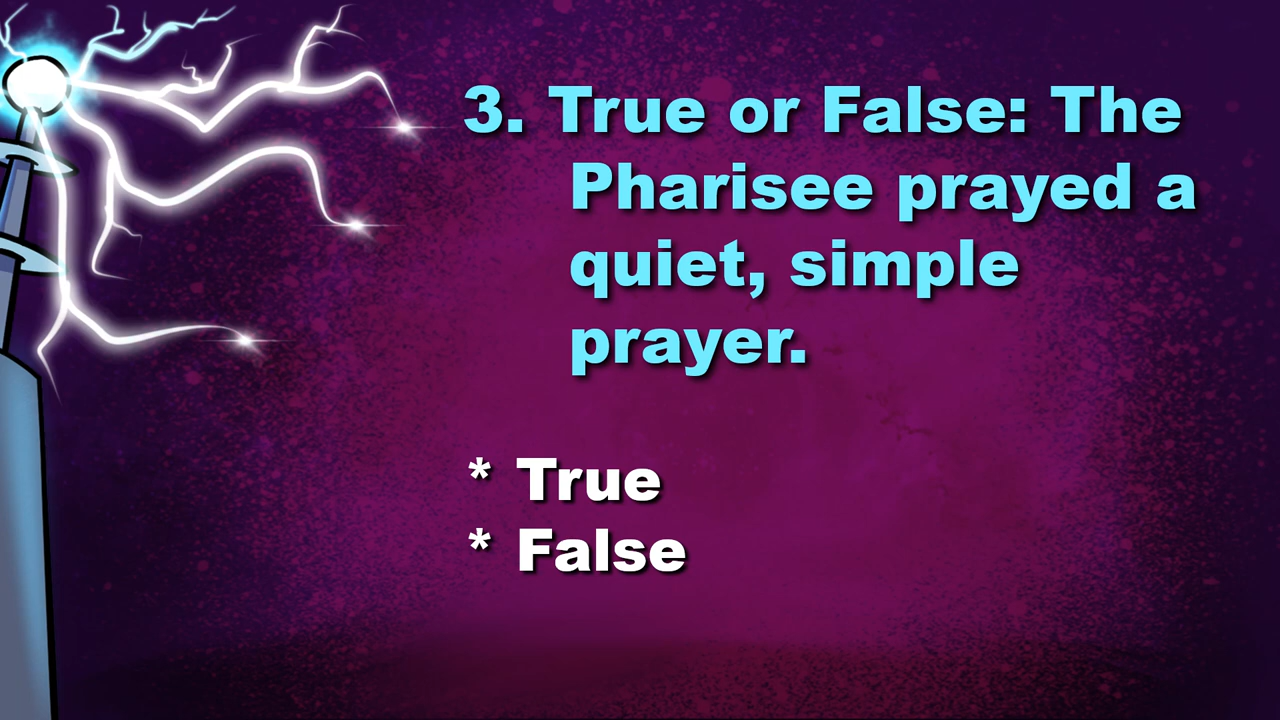 3. True or False: The
Pharisee prayed a
quiet, simple
prayer.
* True
* False